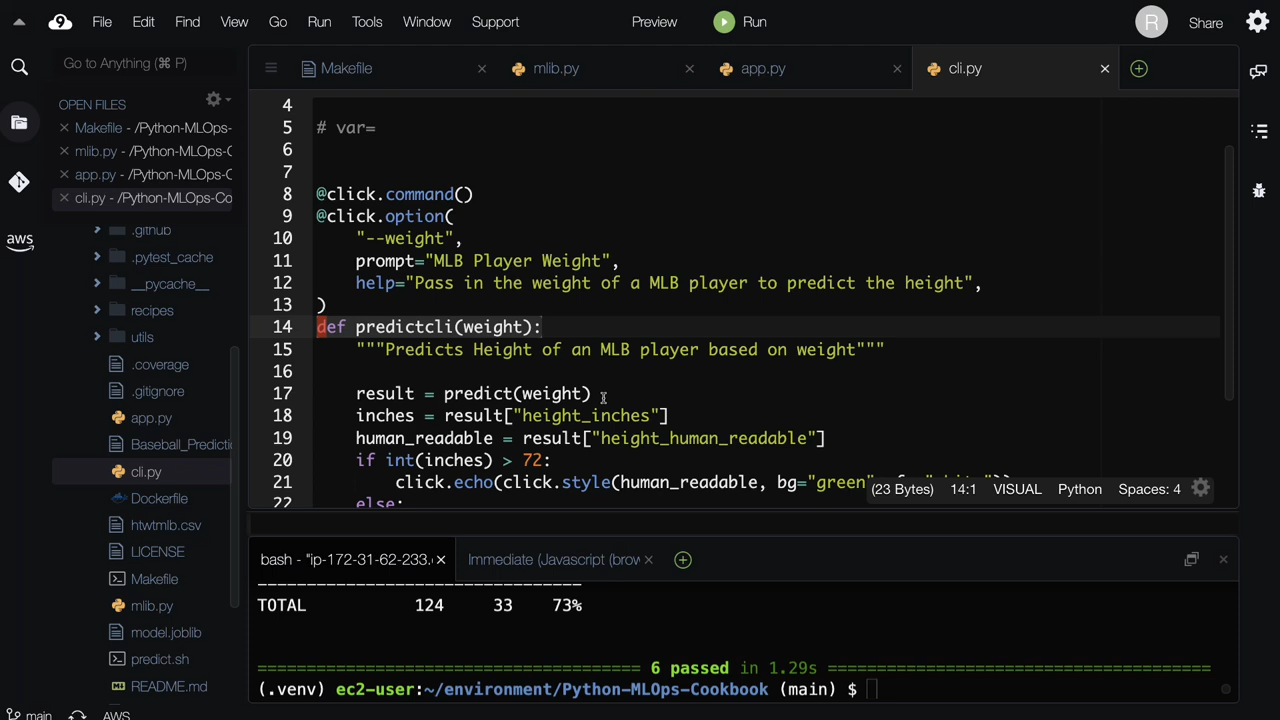 File Edit Find View Go Run Tools Window Support Preview Run R Share
Go to Anything (⌘ P)
Makefile
mlib.py
app.py
cli.py
OPEN FILES
Makefile - /Python-MLOps-
mlib.py - /Python-MLOps-C
app.py - /Python-MLOps-C
cli.py - /Python-MLOps-Co
aws
.github
.pytest_cache
__pycache__
recipes
utils
.coverage
.gitignore
app.py
Baseball_Predictio
cli.py
Dockerfile
htwtmlb.csv
LICENSE
Makefile
mlib.py
model.joblib
predict.sh
README.md
main AWS
4
5 # var=
6
7
8 @click.command()
9 @click.option(
10 "--weight",
11 prompt="MLB Player Weight",
12 help="Pass in the weight of a MLB player to predict the height",
13 )
14 def predictcli(weight):
15 """Predicts Height of an MLB player based on weight"""
16
17 result = predict(weight)
18 inches = result["height_inches"]
19 human_readable = result["height_human_readable"]
20 if int(inches) > 72:
21 click.echo(click.style(human_readable, bg="green"
22 else:
(23 Bytes) 14:1 VISUAL Python Spaces: 4
bash - "ip-172-31-62-233.
Immediate (Javascript (brow
TOTAL 124 33 73%
6 passed in 1.29s
(.venv) ec2-user:~/environment/Python-MLOps-Cookbook (main) $